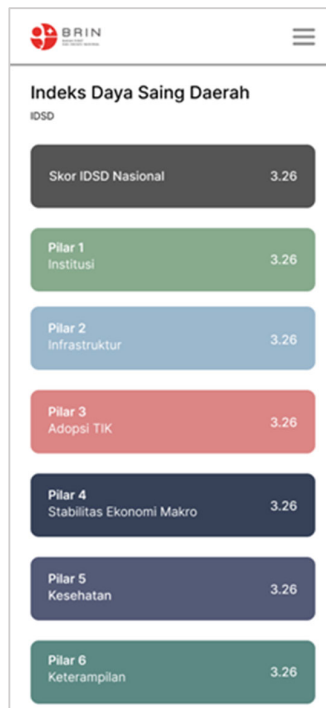 BRIN
Indeks Daya Saing Daerah
IDSD
Skor IDSD Nasional 3.26
Pilar 1
Institusi 3.26
Pilar 2
Infrastruktur 3.26
Pilar 3
Adopsi TIK 3.26
Pilar 4
Stabilitas Ekonomi Makro 3.26
Pilar 5
Kesehatan 3.26
Pilar 6
Keterampilan 3.26